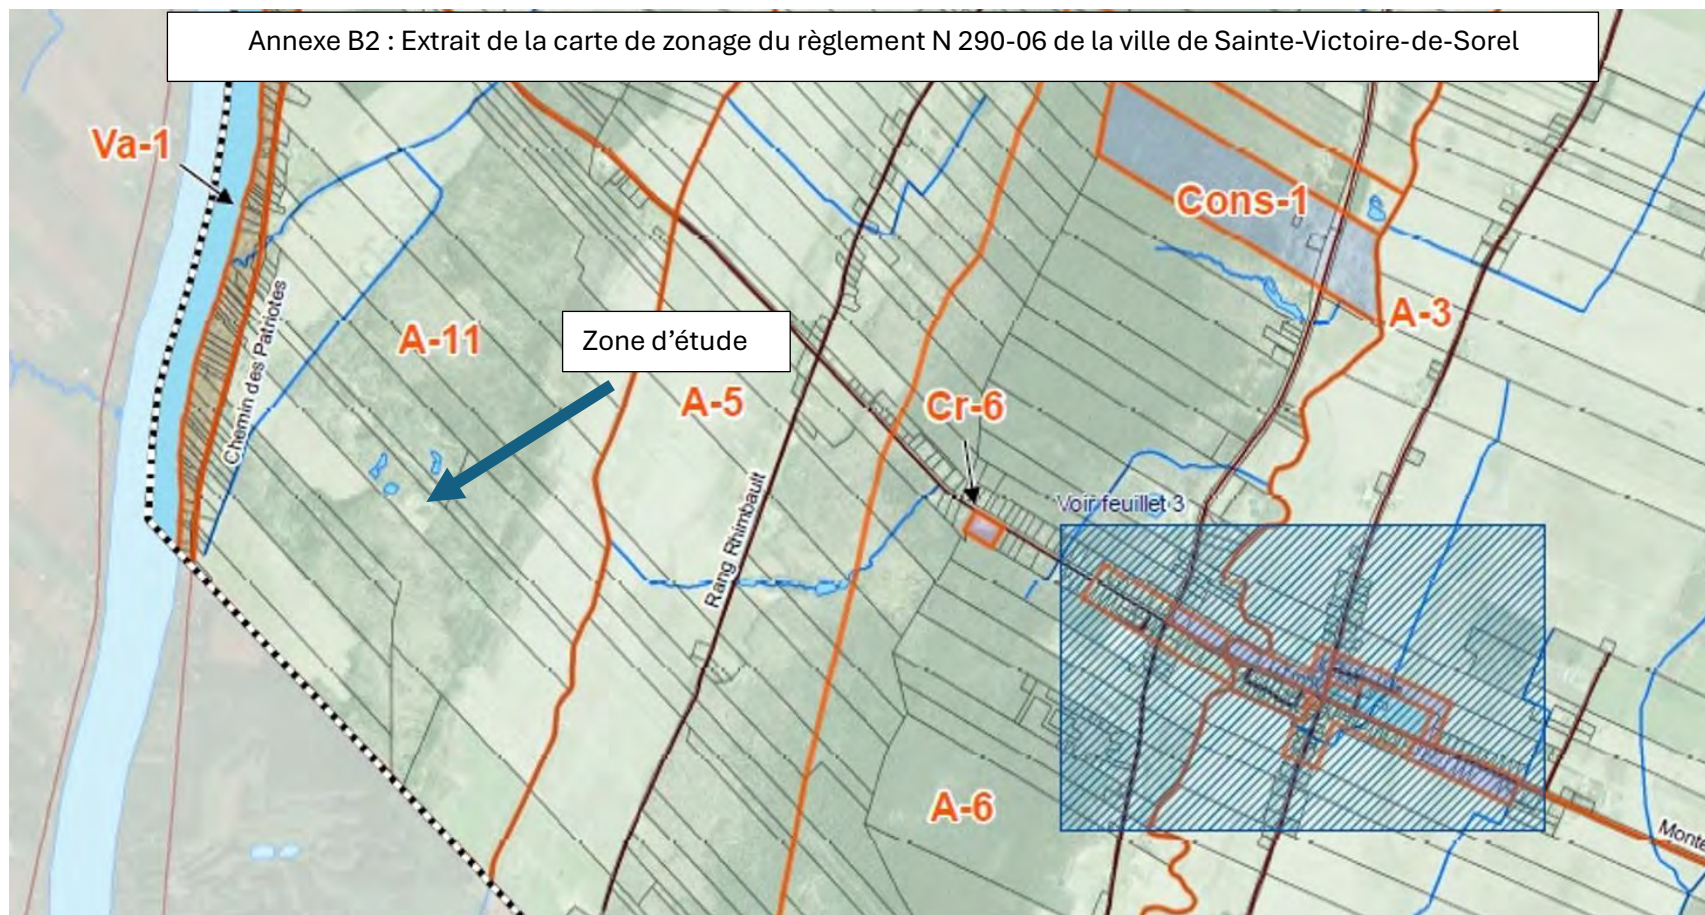 Annexe B2 : Extrait de la carte de zonage du règlement N 290-06 de la ville de Sainte-Victoire-de-Sorel
Va-1
Cons-1
Chemin des Patriotes
A-11
Zone d'étude
A-3
A-5
Cr-6
Rang Rhimbault
Voir feuillet 3
A-6
Monte